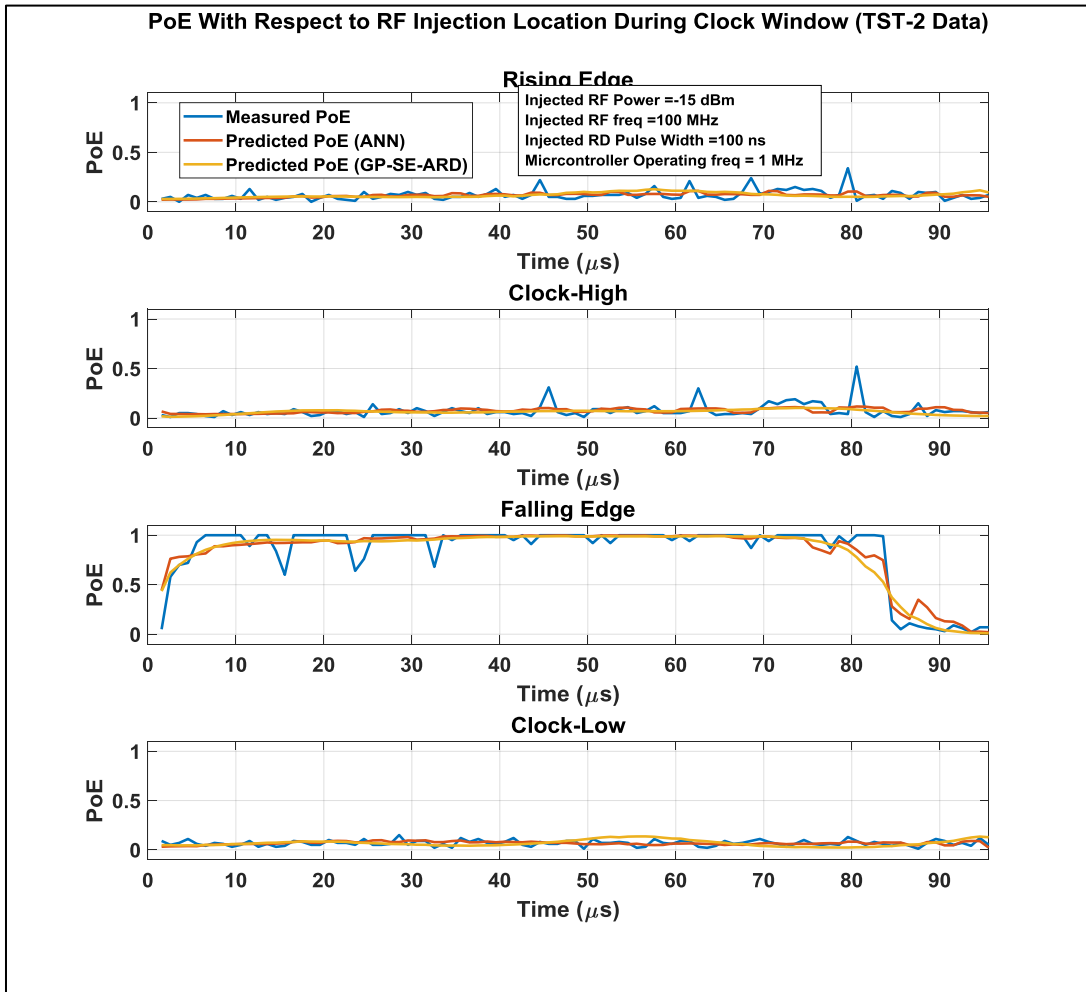 PoE With Respect to RF Injection Location During Clock Window (TST-2 Data)
Rising Edge
Injected RF Power =-15 dBm
Injected RF freq =100 MHz
Injected RD Pulse Width =100 ns
Micrcontroller Operating freq = 1 MHz
Measured PoE
Predicted PoE (ANN)
Predicted PoE (GP-SE-ARD)
1
0.5
0
PoE
0 10 20 30 40 50 60 70 80 90
Time (μs)
Clock-High
1
0.5
0
PoE
0 10 20 30 40 50 60 70 80 90
Time (μs)
Falling Edge
1
0.5
0
PoE
0 10 20 30 40 50 60 70 80 90
Time (μs)
Clock-Low
1
0.5
0
PoE
0 10 20 30 40 50 60 70 80 90
Time (μs)